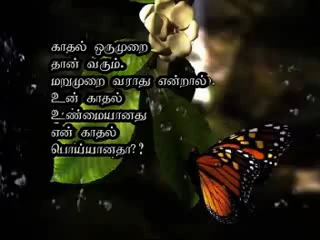 காதல் ஒருமுறை
தான் வரும்.
மறுமுறை வராது என்றால்.
உன் காதல்
உண்மையானது
என் காதல்
பொய்யானதா??